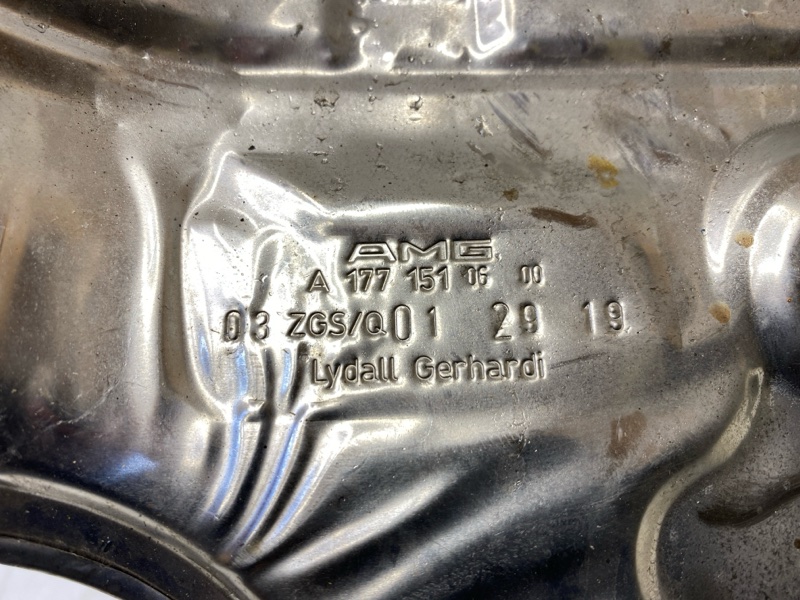 AMG
A 177 151 06 00
03 ZGS/Q01 29 19
Lydall Gerhardi